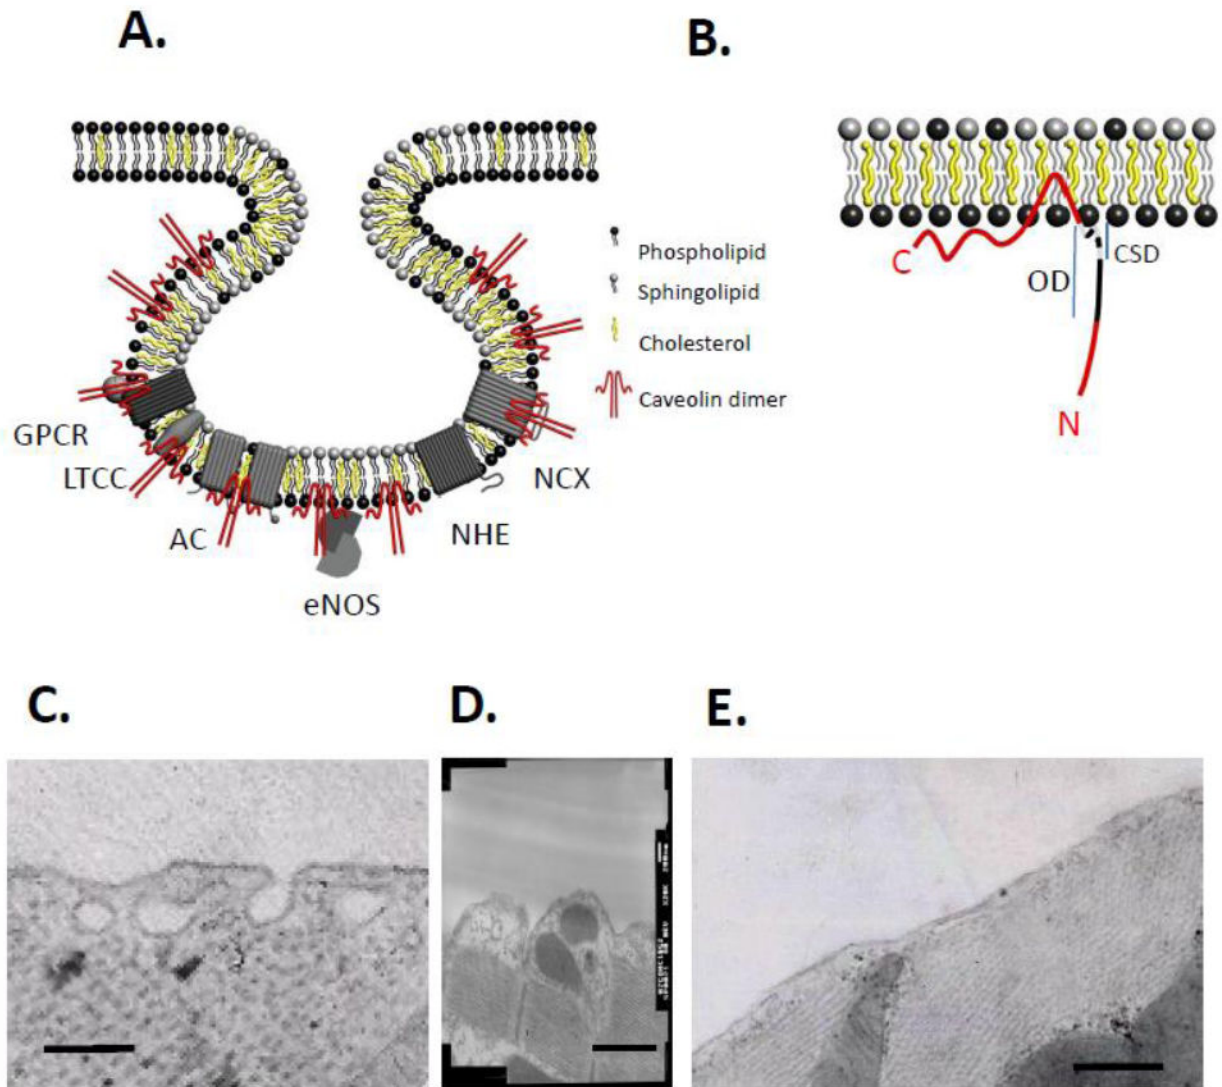 A.
B.
Phospholipid
Sphingolipid
Cholesterol
Caveolin dimer
GPCR
LTCC
AC
eNOS
NHE
NCX
C
OD
CSD
N
C.
D.
E.